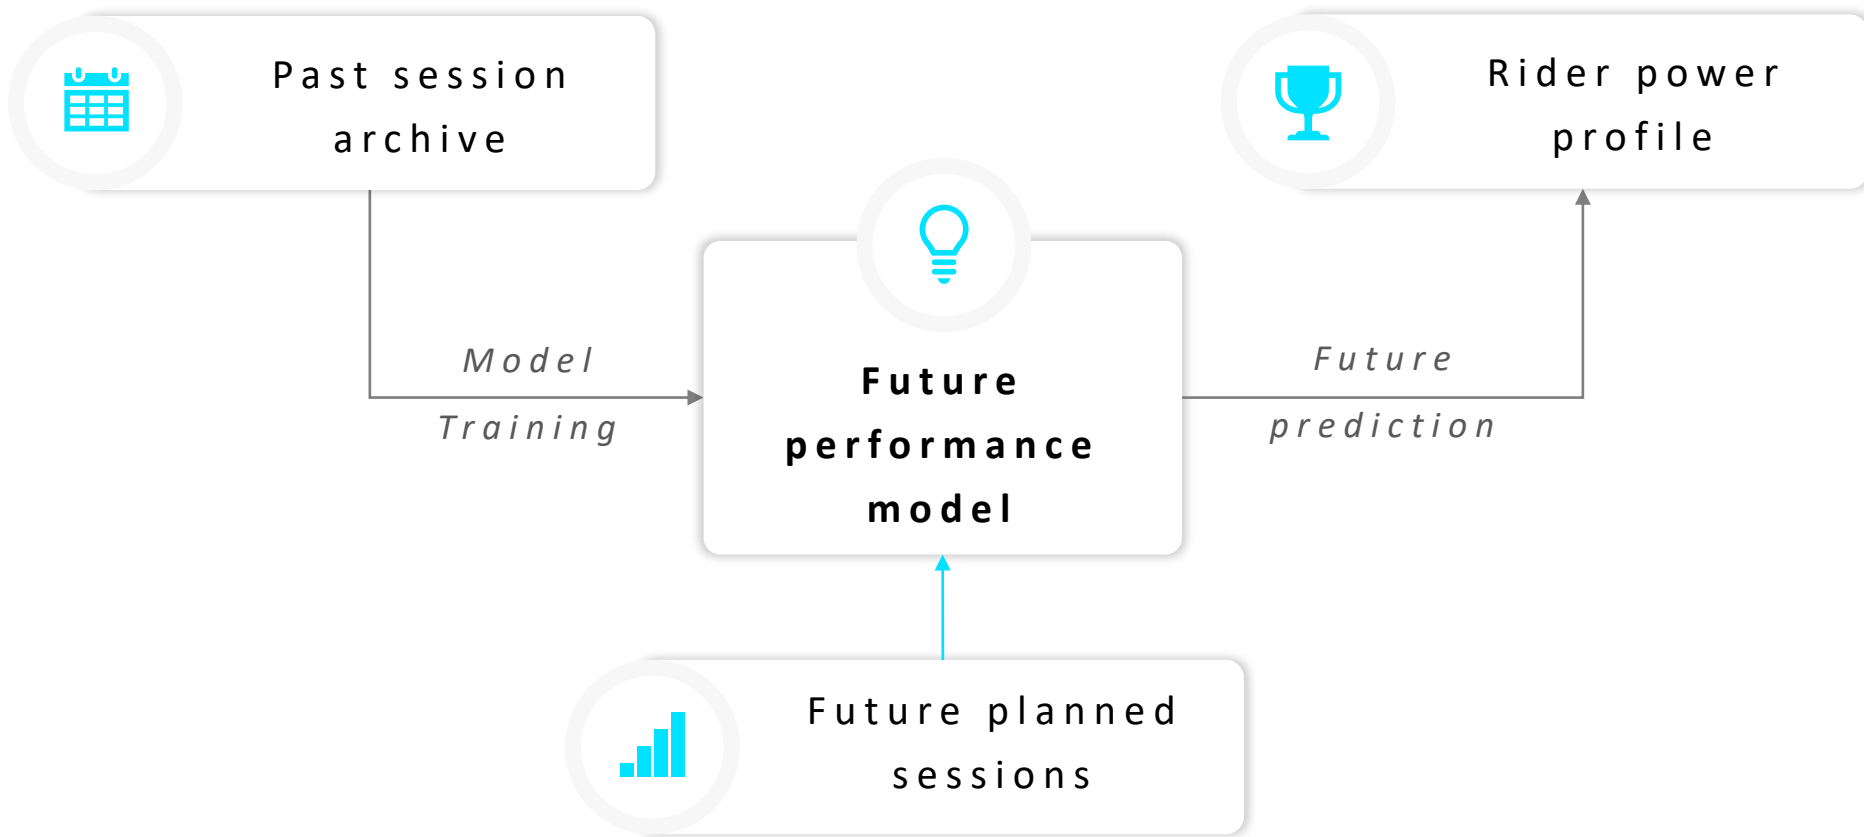 Past session
archive
Rider power
profile
Model
Training
Future
performance
model
Future
prediction
Future planned
sessions